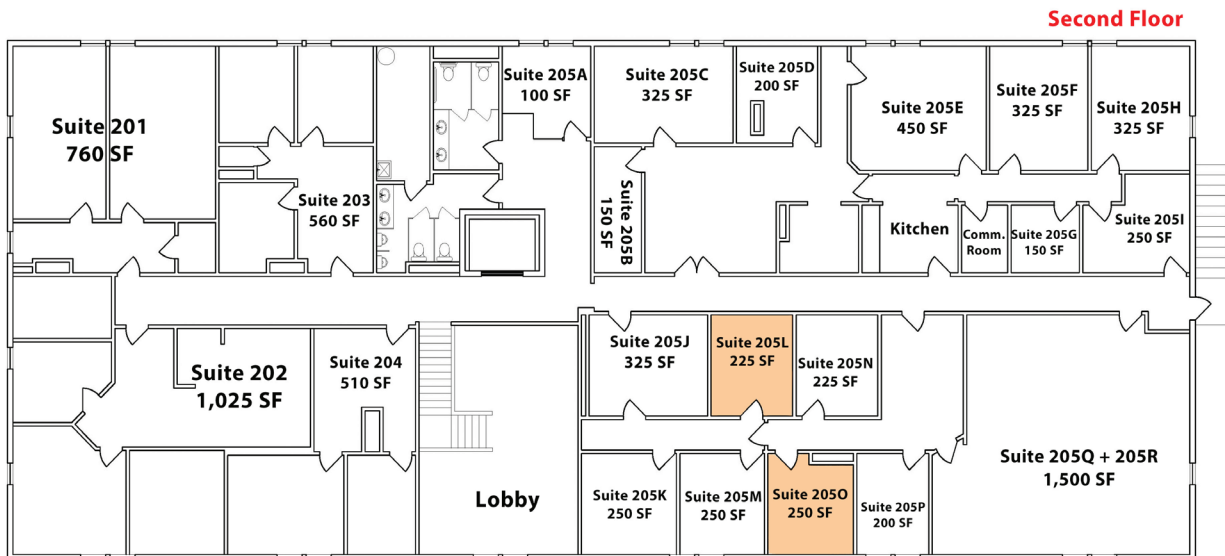 Second Floor
Suite 201
760 SF
Suite 203
560 SF
Suite 205A
100 SF
Suite 205C
325 SF
Suite 205D
200 SF
Suite 205E
450 SF
Suite 205F
325 SF
Suite 205H
325 SF
Suite 205B
150 SF
Kitchen
Comm.
Room
Suite 205G
150 SF
Suite 205I
250 SF
Suite 202
1,025 SF
Suite 204
510 SF
Suite 205J
325 SF
Suite 205L
225 SF
Suite 205N
225 SF
Lobby
Suite 205K
250 SF
Suite 205M
250 SF
Suite 205O
250 SF
Suite 205P
200 SF
Suite 205Q + 205R
1,500 SF